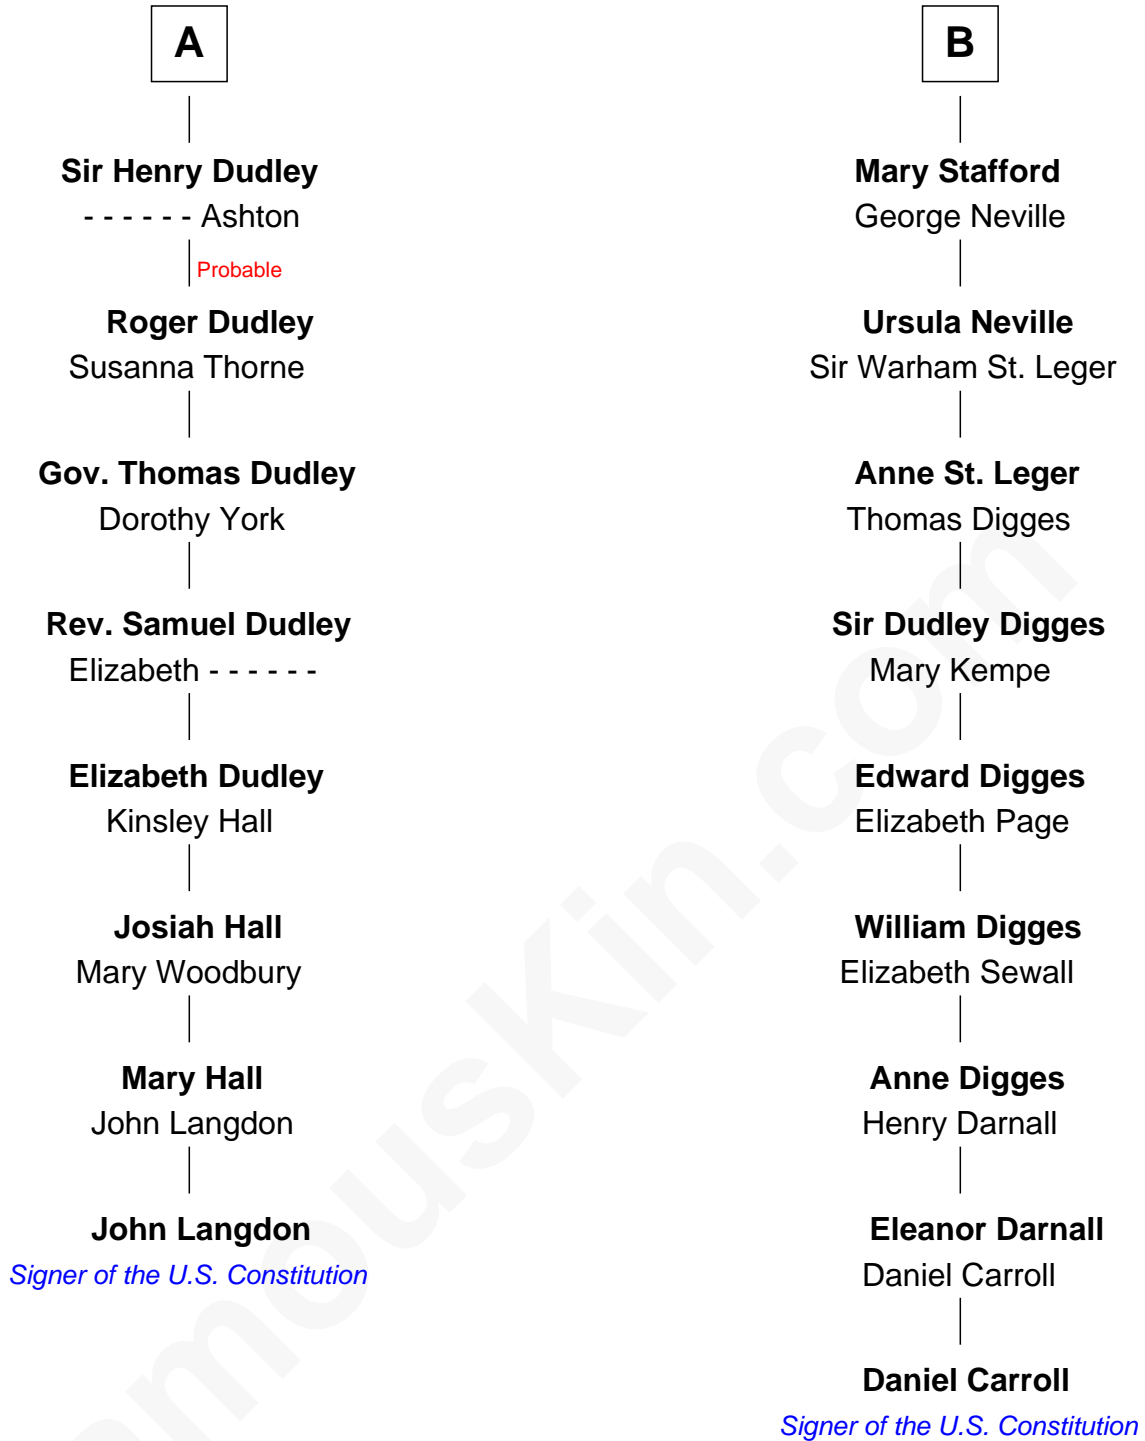 A
Sir Henry Dudley
- - - - - - Ashton
Probable
Roger Dudley
Susanna Thorne
Gov. Thomas Dudley
Dorothy York
Rev. Samuel Dudley
Elizabeth - - - - - -
Elizabeth Dudley
Kinsley Hall
Josiah Hall
Mary Woodbury
Mary Hall
John Langdon
John Langdon
Signer of the U.S. Constitution
B
Mary Stafford
George Neville
Ursula Neville
Sir Warham St. Leger
Anne St. Leger
Thomas Digges
Sir Dudley Digges
Mary Kempe
Edward Digges
Elizabeth Page
William Digges
Elizabeth Sewall
Anne Digges
Henry Darnall
Eleanor Darnall
Daniel Carroll
Daniel Carroll
Signer of the U.S. Constitution
amouskin.com